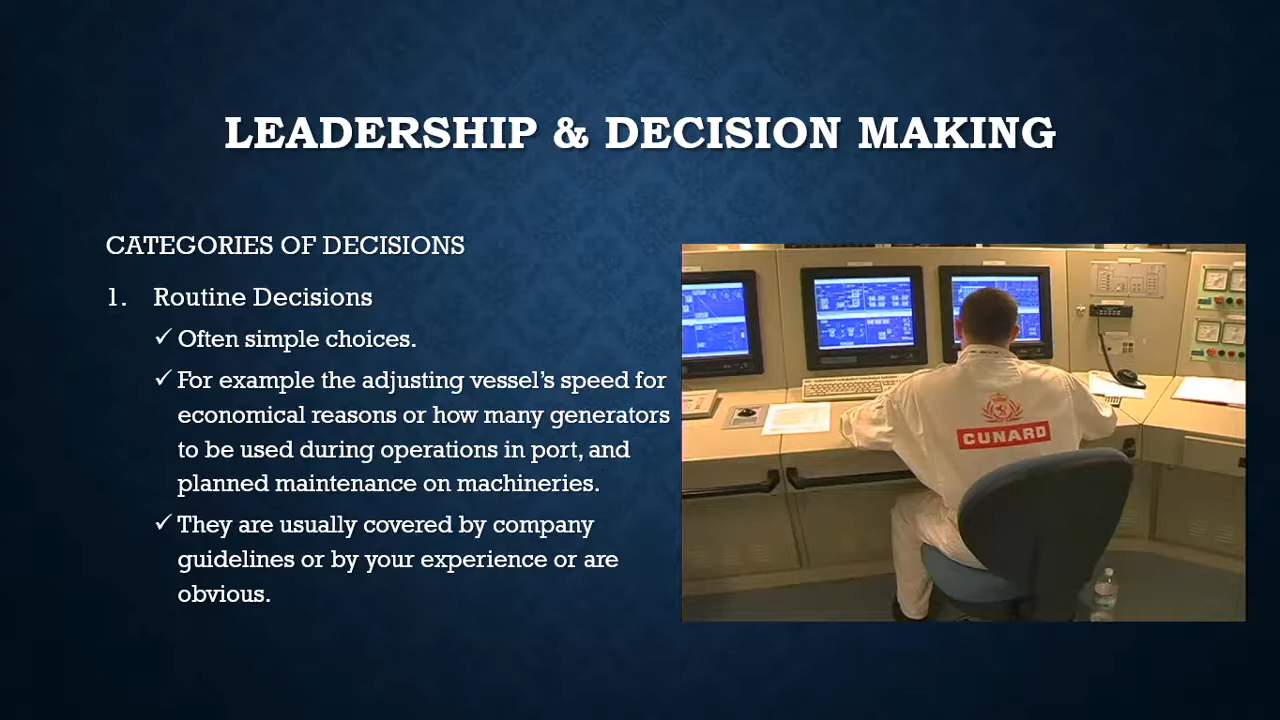 LEADERSHIP & DECISION MAKING
CATEGORIES OF DECISIONS
1. Routine Decisions
✓ Often simple choices.
✓ For example the adjusting vessel's speed for
economical reasons or how many generators
to be used during operations in port, and
planned maintenance on machineries.
✓ They are usually covered by company
guidelines or by your experience or are
obvious.
CUNARD